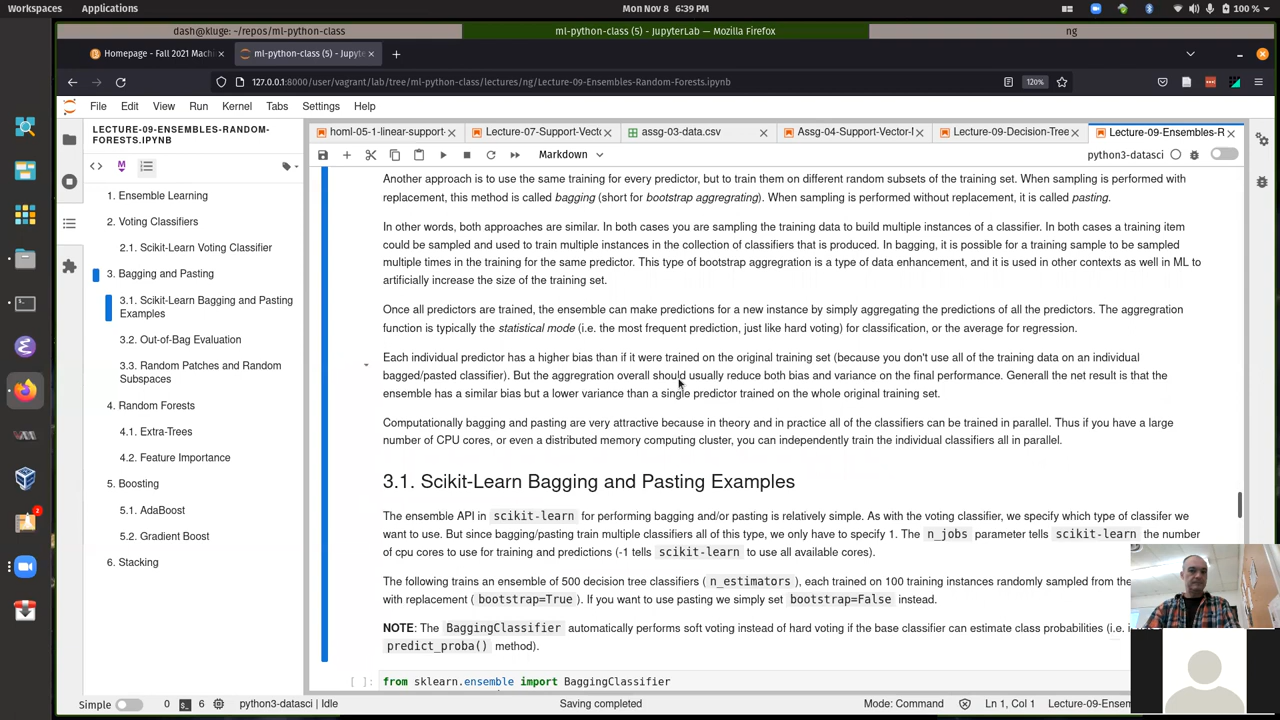 Workspaces Applications Mon Nov 8 6:39 PM 100 %
dash@kluge: ~/repos/ml-python-class ml-python-class (5) — JupyterLab — Mozilla Firefox ng
Homepage - Fall 2021 Machi ml-python-class (5) - Jupyte
127.0.0.1:8000/user/vagrant/lab/tree/ml-python-class/lectures/ng/Lecture-09-Ensembles-Random-Forests.ipynb 120%
File Edit View Run Kernel Tabs Settings Help
LECTURE-09-ENSEMBLES-RANDOM-
FORESTS.IPYNB
1. Ensemble Learning
2. Voting Classifiers
2.1. Scikit-Learn Voting Classifier
3. Bagging and Pasting
3.1. Scikit-Learn Bagging and Pasting
Examples
3.2. Out-of-Bag Evaluation
3.3. Random Patches and Random
Subspaces
4. Random Forests
4.1. Extra-Trees
4.2. Feature Importance
5. Boosting
5.1. AdaBoost
5.2. Gradient Boost
6. Stacking
homl-05-1-linear-support- Lecture-07-Support-Vect assg-03-data.csv Assg-04-Support-Vector-I Lecture-09-Decision-Tree Lecture-09-Ensembles-R
Markdown python3-datasci
Another approach is to use the same training for every predictor, but to train them on different random subsets of the training set. When sampling is performed with
replacement, this method is called bagging (short for bootstrap aggregrating). When sampling is performed without replacement, it is called pasting.
In other words, both approaches are similar. In both cases you are sampling the training data to build multiple instances of a classifier. In both cases a training item
could be sampled and used to train multiple instances in the collection of classifiers that is produced. In bagging, it is possible for a training sample to be sampled
multiple times in the training for the same predictor. This type of bootstrap aggregation is a type of data enhancement, and it is used in other contexts as well in ML to
artificially increase the size of the training set.
Once all predictors are trained, the ensemble can make predictions for a new instance by simply aggregating the predictions of all the predictors. The aggregration
function is typically the statistical mode (i.e. the most frequent prediction, just like hard voting) for classification, or the average for regression.
Each individual predictor has a higher bias than if it were trained on the original training set (because you don't use all of the training data on an individual
bagged/pasted classifier). But the aggregration overall should usually reduce both bias and variance on the final performance. Generall the net result is that the
ensemble has a similar bias but a lower variance than a single predictor trained on the whole original training set.
Computationally bagging and pasting are very attractive because in theory and in practice all of the classifiers can be trained in parallel. Thus if you have a large
number of CPU cores, or even a distributed memory computing cluster, you can independently train the individual classifiers all in parallel.
3.1. Scikit-Learn Bagging and Pasting Examples
The ensemble API in scikit-learn for performing bagging and/or pasting is relatively simple. As with the voting classifier, we specify which type of classifer we
want to use. But since bagging/pasting train multiple classifiers all of this type, we only have to specify 1. The n_jobs parameter tells scikit-learn the number
of cpu cores to use for training and predictions (-1 tells scikit-learn to use all available cores).
The following trains an ensemble of 500 decision tree classifiers ( n_estimators ), each trained on 100 training instances randomly sampled from the
with replacement ( bootstrap=True ). If you want to use pasting we simply set bootstrap=False instead.
NOTE: The BaggingClassifier automatically performs soft voting instead of hard voting if the base classifier can estimate class probabilities (i.e. i
predict_proba() method).
[ ]: from sklearn.ensemble import BaggingClassifier
Simple 0 6 python3-datasci | Idle Saving completed Mode: Command Ln 1, Col 1 Lecture-09-Ensem